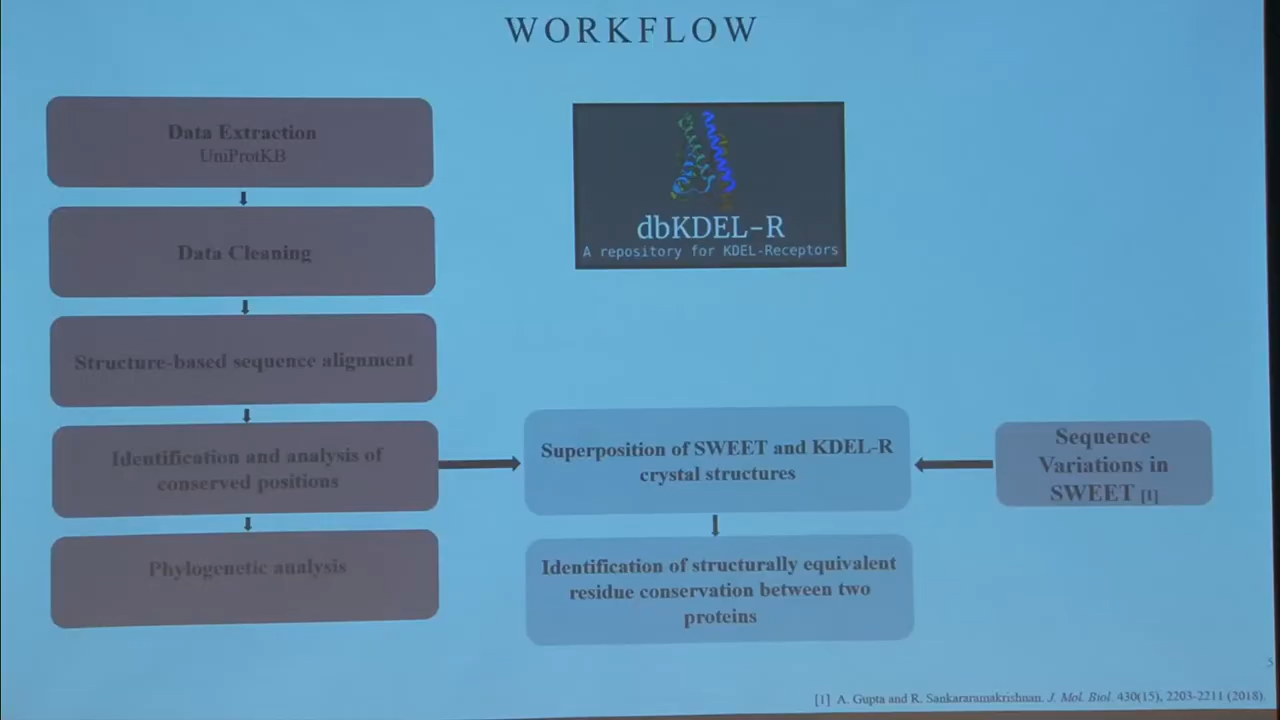 WORKFLOW
Data Extraction
UniProtKB
Data Cleaning
Structure-based sequence alignment
Identification and analysis of
conserved positions
Phylogenetic analysis
dbKDEL-R
A repository for KDEL-Receptors
Superposition of SWEET and KDEL-R
crystal structures
Identification of structurally equivalent
residue conservation between two
proteins
Sequence
Variations in
SWEET [1]
5
[1] A. Gupta and R. Sankararamakrishnan. J. Mol. Biol. 430(15), 2203-2211 (2018).